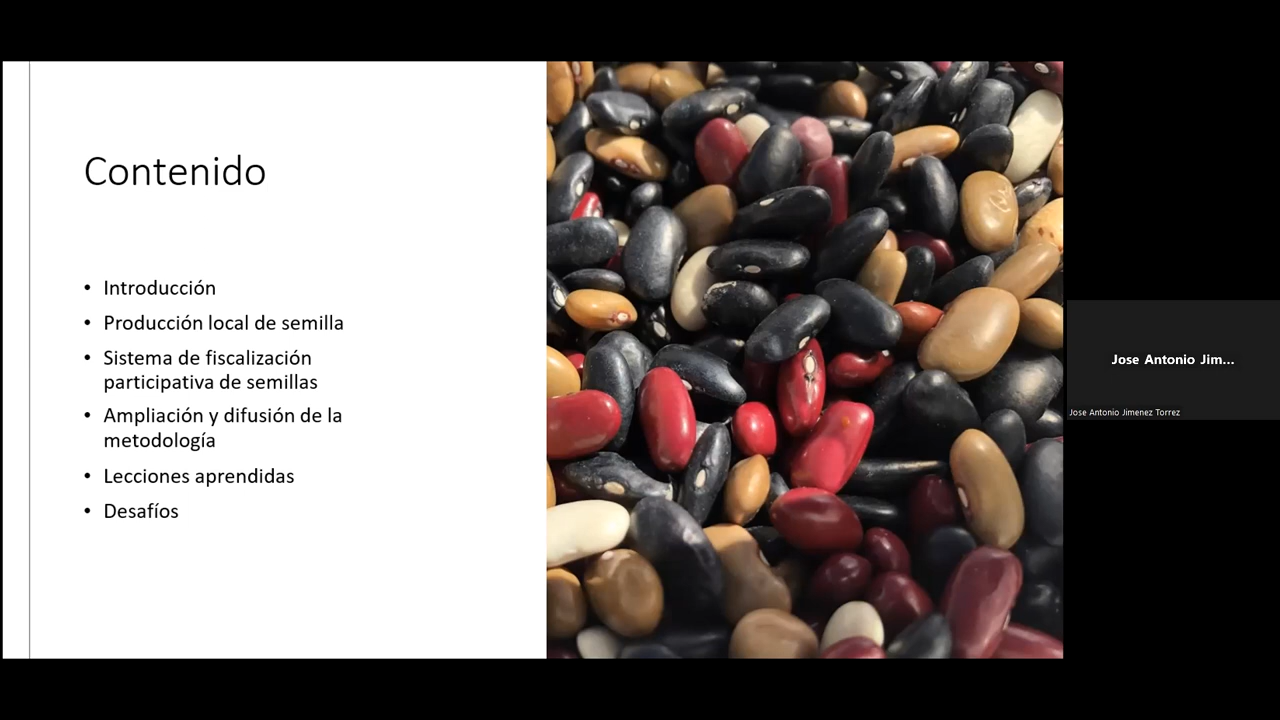 Contenido
• Introducción
• Producción local de semilla
• Sistema de fiscalización
participativa de semillas
• Ampliación y difusión de la
metodología
• Lecciones aprendidas
• Desafíos
Jose Antonio Jim...
Jose Antonio Jimenez Torrez